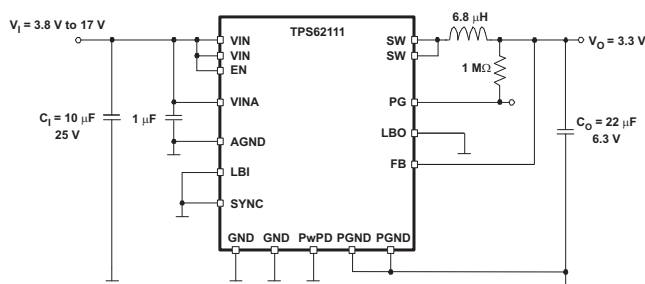 V_I = 3.8 V to 17 V
TPS62111
6.8 μH
V_O = 3.3 V
VIN
VIN
EN
SW
SW
1 MΩ
VINA
PG
C_I = 10 μF
25 V
1 μF
AGND
LBO
C_O = 22 μF
6.3 V
LBI
FB
SYNC
GND
GND
PwPD
PGND
PGND